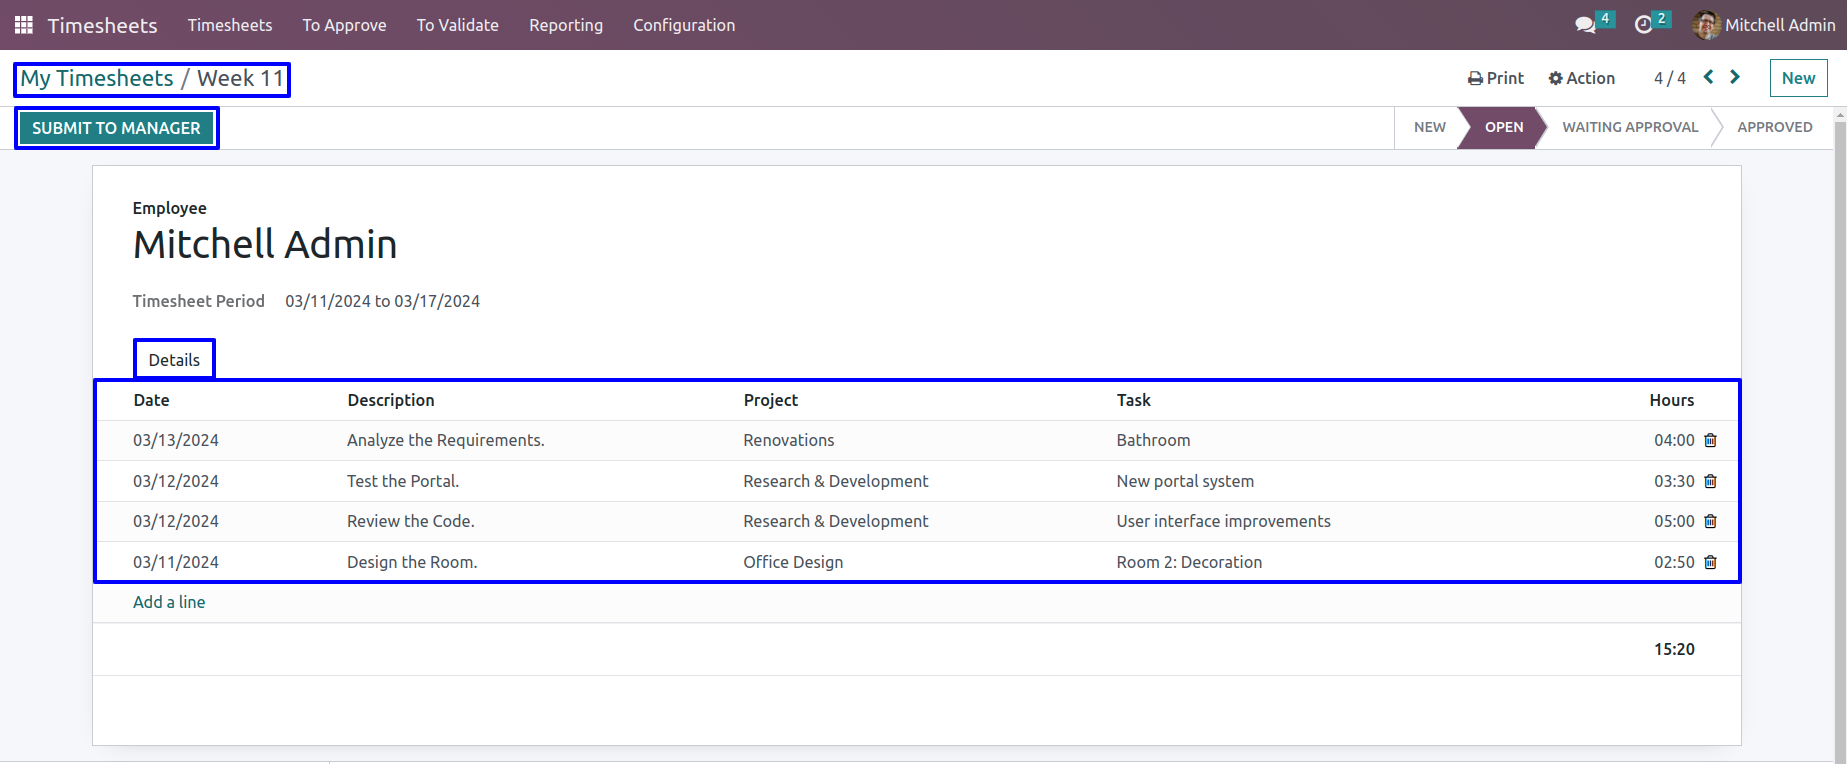 Timesheets Timesheets To Approve To Validate Reporting Configuration 4 2 Mitchell Admin
My Timesheets / Week 11 Print Action 4 / 4 New
SUBMIT TO MANAGER NEW OPEN WAITING APPROVAL APPROVED
Employee
Mitchell Admin
Timesheet Period 03/11/2024 to 03/17/2024
Details
Date Description Project Task Hours
03/13/2024 Analyze the Requirements. Renovations Bathroom 04:00
03/12/2024 Test the Portal. Research & Development New portal system 03:30
03/12/2024 Review the Code. Research & Development User interface improvements 05:00
03/11/2024 Design the Room. Office Design Room 2: Decoration 02:50
Add a line
15:20